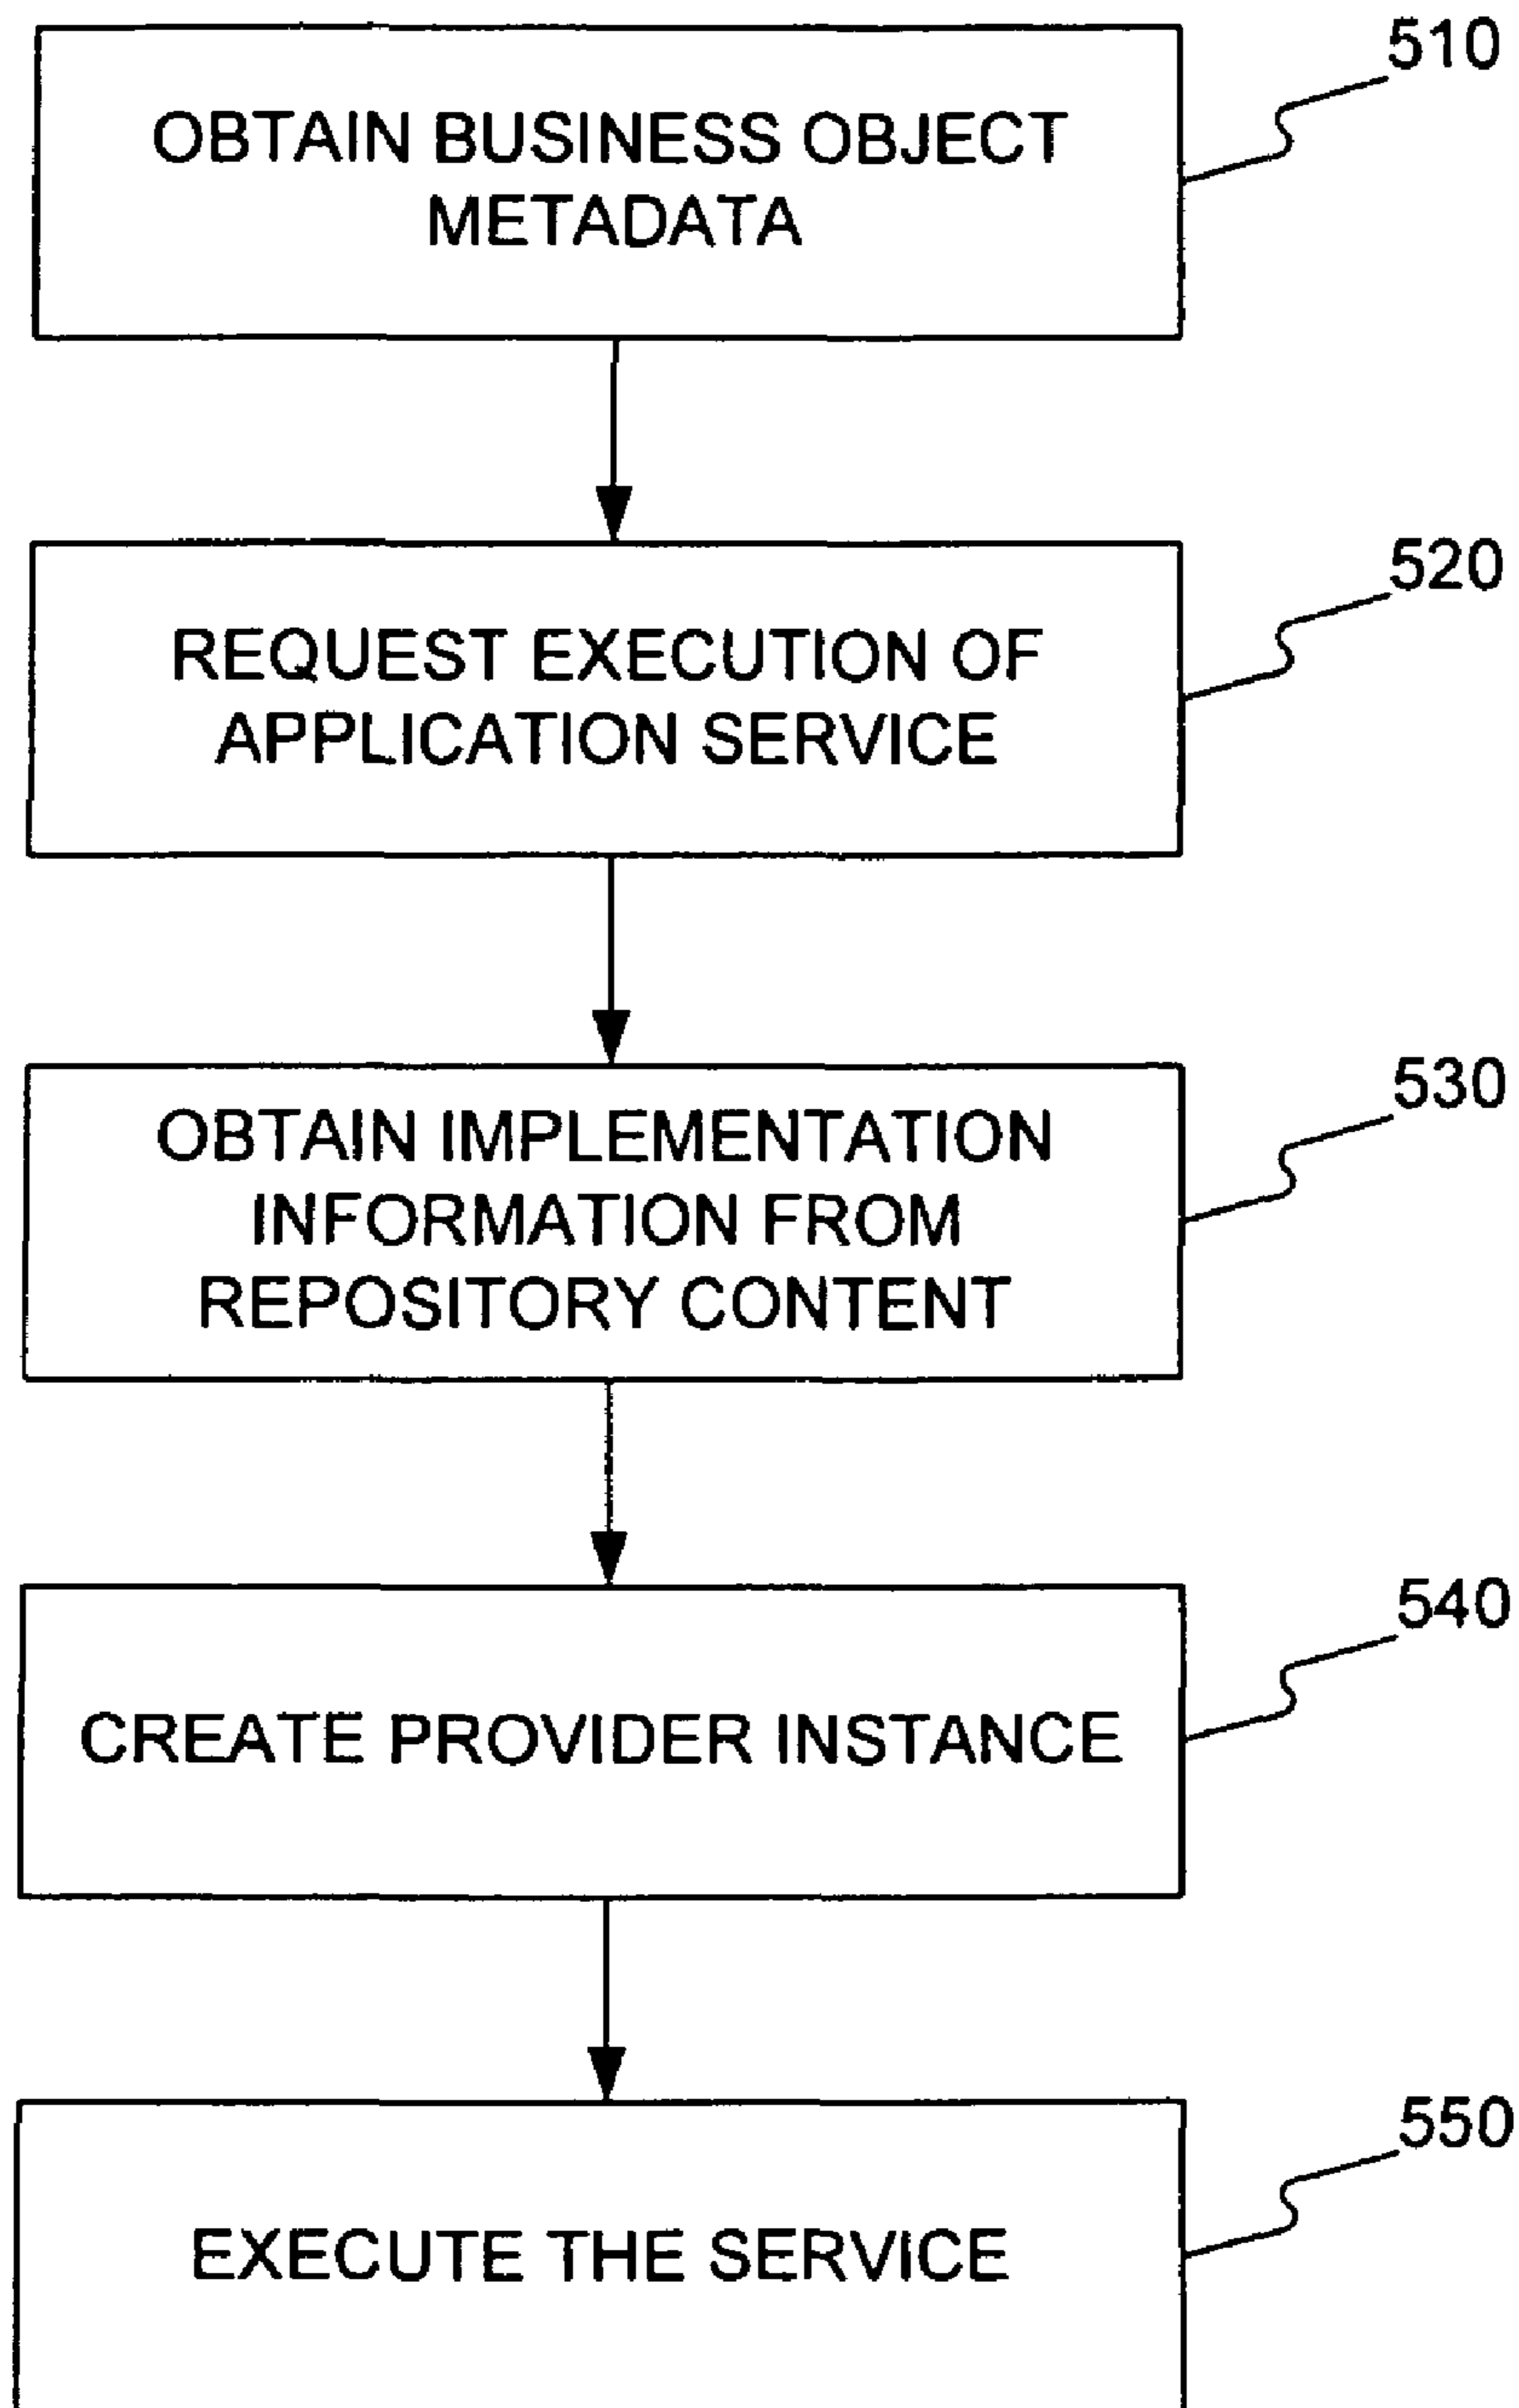 510
OBTAIN BUSINESS OBJECT
METADATA
520
REQUEST EXECUTION OF
APPLICATION SERVICE
530
OBTAIN IMPLEMENTATION
INFORMATION FROM
REPOSITORY CONTENT
540
CREATE PROVIDER INSTANCE
550
EXECUTE THE SERVICE